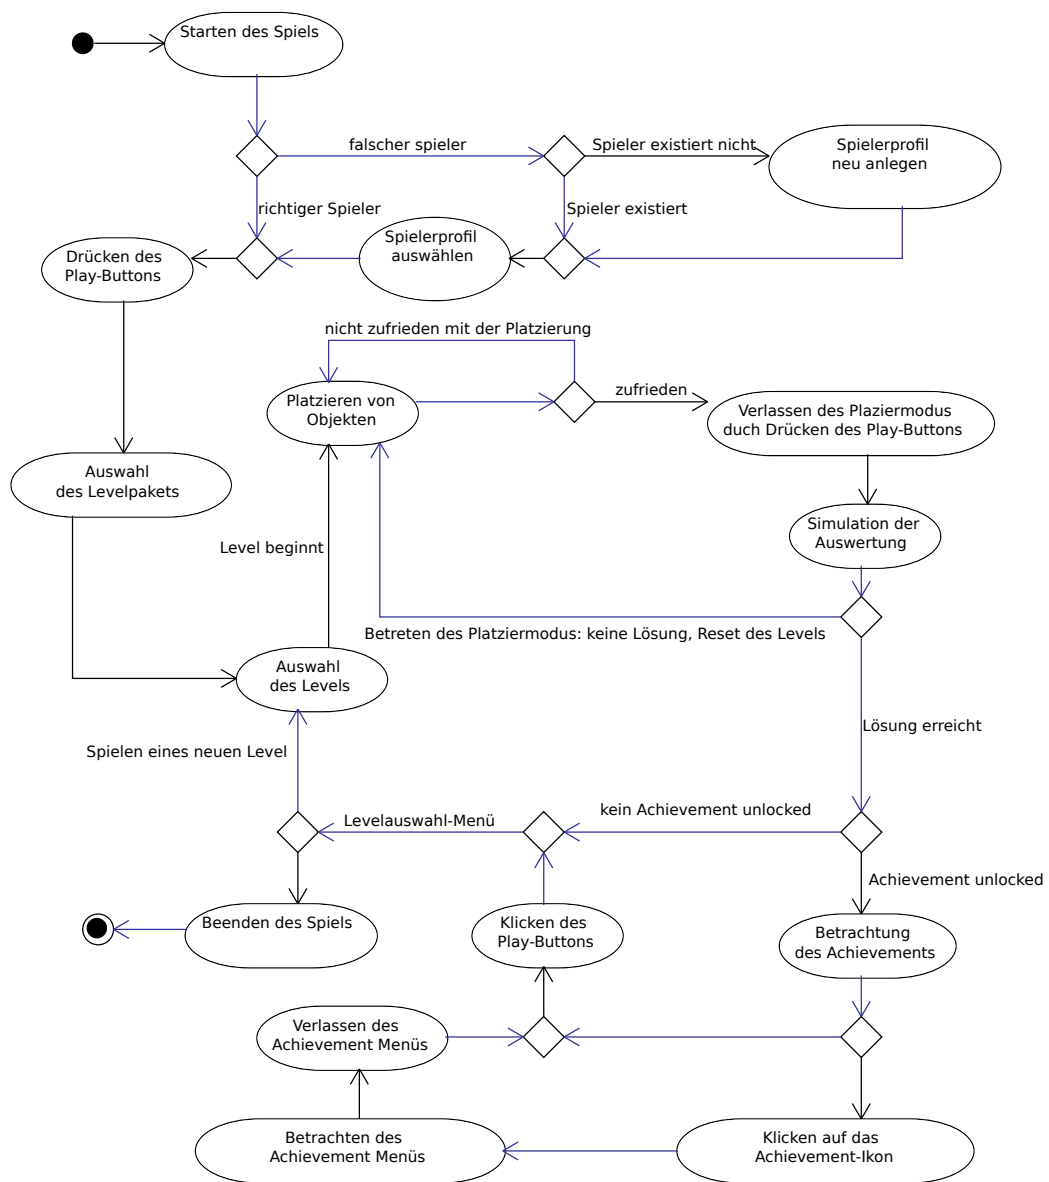 Starten des Spiels
falscher spieler
Spieler existiert nicht
Spielerprofil
neu anlegen
richtiger Spieler
Spieler existiert
Spielerprofil
auswählen
Drücken des
Play-Buttons
nicht zufrieden mit der Platzierung
Platzieren von
Objekten
zufrieden
Verlassen des Plaziermodus
duch Drücken des Play-Buttons
Auswahl
des Levelpakets
Simulation der
Auswertung
Level beginnt
Betreten des Platziermodus: keine Lösung, Reset des Levels
Auswahl
des Levels
Lösung erreicht
Spielen eines neuen Level
Levelauswahl-Menü
kein Achievement unlocked
Achievement unlocked
Beenden des Spiels
Klicken des
Play-Buttons
Betrachtung
des Achievements
Verlassen des
Achievement Menüs
Betrachten des
Achievement Menüs
Klicken auf das
Achievement-Ikon